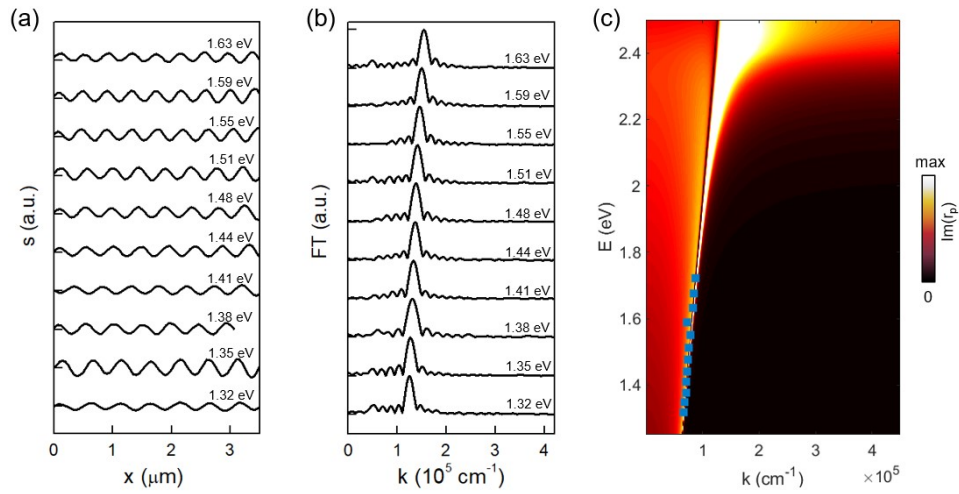 (a)
1.63 eV
1.59 eV
1.55 eV
1.51 eV
1.48 eV
1.44 eV
1.41 eV
1.38 eV
1.35 eV
1.32 eV
s (a.u.)
0 1 2 3
x (μm)
(b)
1.63 eV
1.59 eV
1.55 eV
1.51 eV
1.48 eV
1.44 eV
1.41 eV
1.38 eV
1.35 eV
1.32 eV
FT (a.u.)
0 1 2 3 4
k (10⁵ cm⁻¹)
(c)
2.4
2.2
2
1.8
1.6
1.4
E (eV)
1 2 3 4
k (cm⁻¹) ×10⁵
max
Im(rₚ)
0